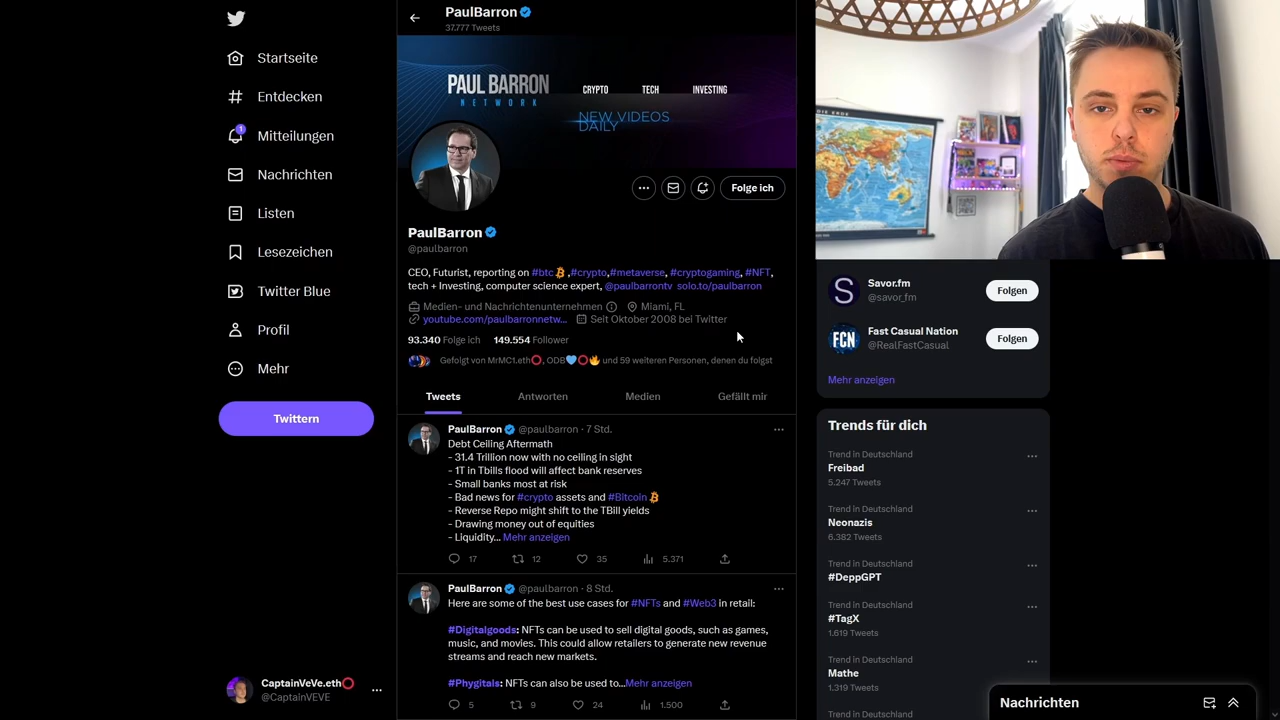 Startseite
Entdecken
1
Mitteilungen
Nachrichten
Listen
Lesezeichen
Twitter Blue
Profil
Mehr
Twittern
CaptainVeVe.eth⭕
@CaptainVEVE
PaulBarron
37.777 Tweets
PAUL BARRON
NETWORK
CRYPTO TECH INVESTING
NEW VIDEOS
DAILY
Folge ich
PaulBarron
@paulbarron
CEO, Futurist, reporting on #btc ,#crypto,#metaverse, #cryptogaming, #NFT,
tech + Investing, computer science expert, @paulbarrontv solo.to/paulbarron
Medien- und Nachrichtenunternehmen Miami, FL
youtube.com/paulbarronnetw... Seit Oktober 2008 bei Twitter
93.340 Folge ich 149.554 Follower
Gefolgt von MrMC1.eth⭕, ODB💙⭕🔥 und 59 weiteren Personen, denen du folgst
Tweets Antworten Medien Gefällt mir
PaulBarron @paulbarron · 7 Std.
Debt Ceiling Aftermath
- 31.4 Trillion now with no ceiling in sight
- 1T in Tbills flood will affect bank reserves
- Small banks most at risk
- Bad news for #crypto assets and #Bitcoin
- Reverse Repo might shift to the TBill yields
- Drawing money out of equities
- Liquidity... Mehr anzeigen
17 12 35 5.371
PaulBarron @paulbarron · 8 Std.
Here are some of the best use cases for #NFTs and #Web3 in retail:
#Digitalgoods: NFTs can be used to sell digital goods, such as games,
music, and movies. This could allow retailers to generate new revenue
streams and reach new markets.
#Phygitals: NFTs can also be used to...Mehr anzeigen
5 9 24 1.500
S
Savor.fm
@savor_fm
Folgen
FCN
Fast Casual Nation
@RealFastCasual
Folgen
Mehr anzeigen
Trends für dich
Trend in Deutschland
Freibad
5.247 Tweets
Trend in Deutschland
Neonazis
6.382 Tweets
Trend in Deutschland
#DeppGPT
Trend in Deutschland
#TagX
1.619 Tweets
Trend in Deutschland
Mathe
1.319 Tweets
Nachrichten